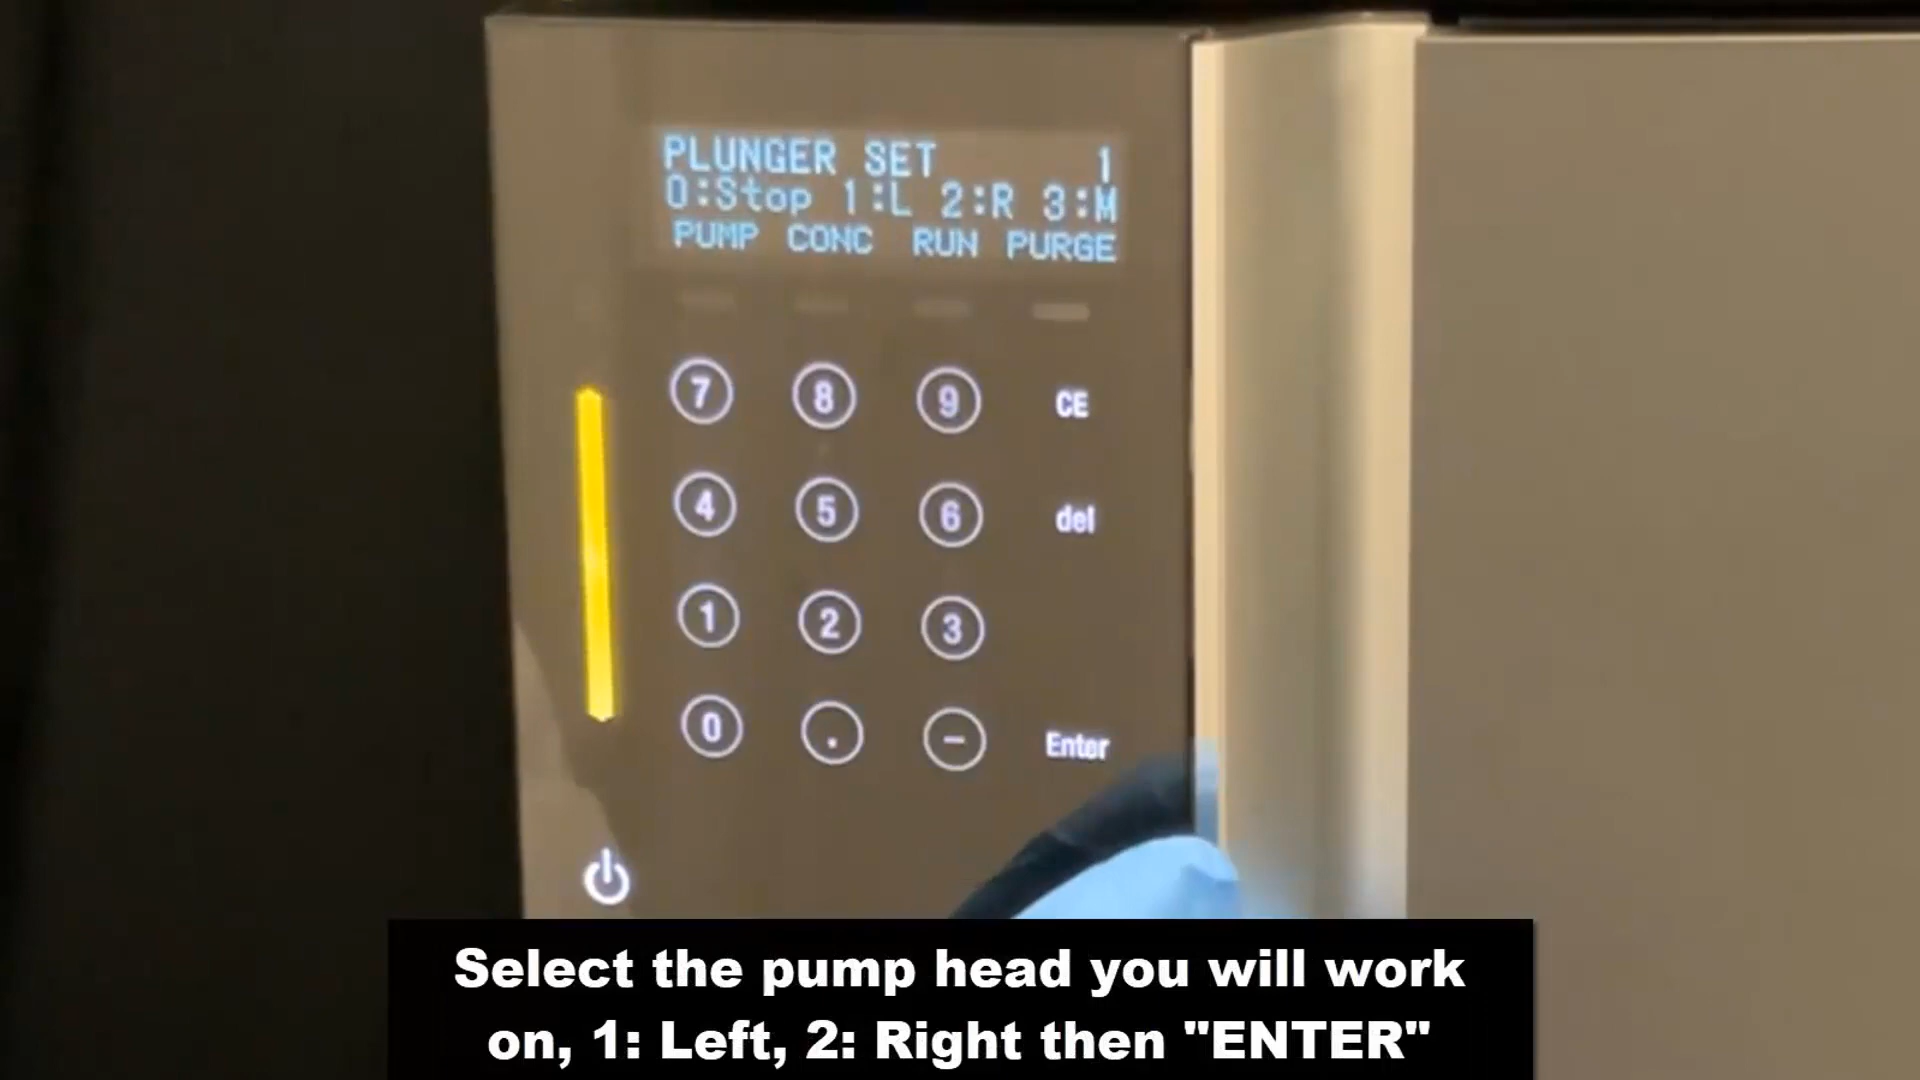 PLUNGER SET 1
0:Stop 1:L 2:R 3:M
PUMP CONC RUN PURGE
7 8 9 CE
4 5 6 del
1 2 3
0 . − Enter
Select the pump head you will work
on, 1: Left, 2: Right then "ENTER"